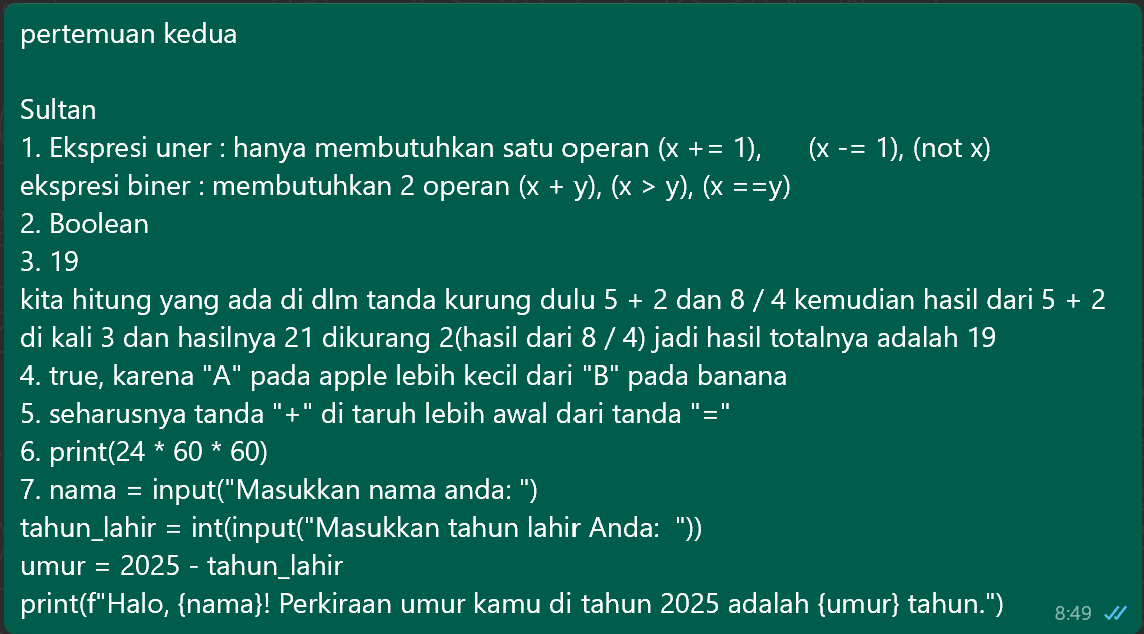 pertemuan kedua
Sultan
1. Ekspresi uner : hanya membutuhkan satu operan (x += 1),      (x -= 1), (not x)
ekspresi biner : membutuhkan 2 operan (x + y), (x > y), (x ==y)
2. Boolean
3. 19
kita hitung yang ada di dlm tanda kurung dulu 5 + 2 dan 8 / 4 kemudian hasil dari 5 + 2
di kali 3 dan hasilnya 21 dikurang 2(hasil dari 8 / 4) jadi hasil totalnya adalah 19
4. true, karena "A" pada apple lebih kecil dari "B" pada banana
5. seharusnya tanda "+" di taruh lebih awal dari tanda "="
6. print(24 * 60 * 60)
7. nama = input("Masukkan nama anda: ")
tahun_lahir = int(input("Masukkan tahun lahir Anda:  "))
umur = 2025 - tahun_lahir
print(f"Halo, {nama}! Perkiraan umur kamu di tahun 2025 adalah {umur} tahun.")
8:49